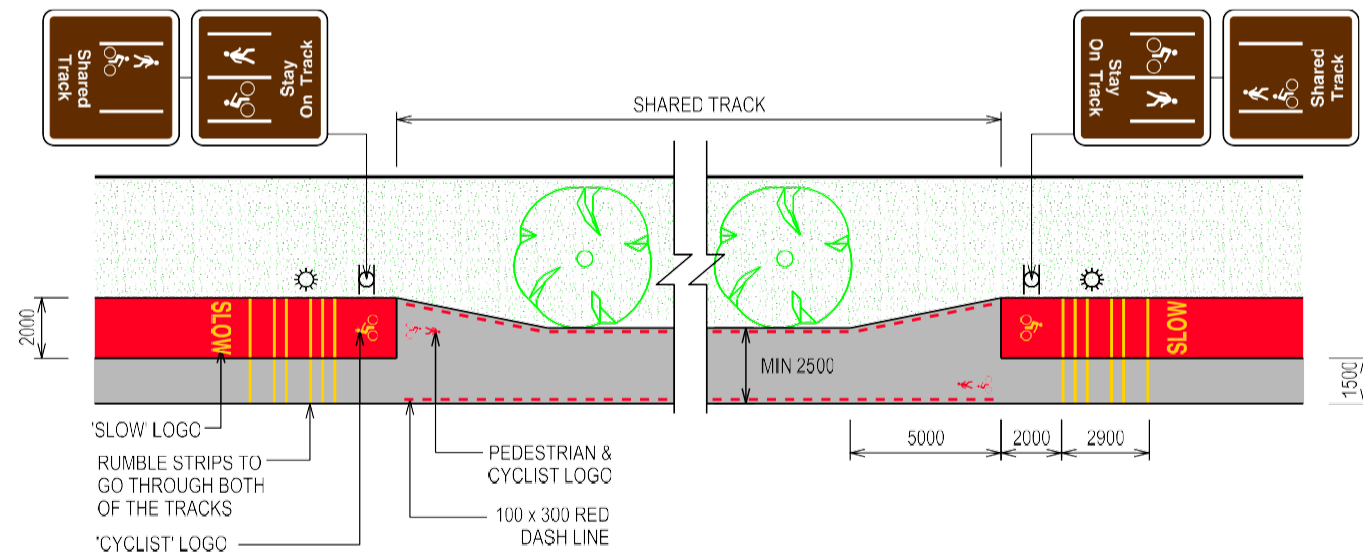 Shared
Track
Stay
On Track
SHARED TRACK
Stay
On Track
Shared
Track
2000
SLOW
SLOW
MIN 2500
1500
'SLOW' LOGO
RUMBLE STRIPS TO
GO THROUGH BOTH
OF THE TRACKS
'CYCLIST' LOGO
PEDESTRIAN &
CYCLIST LOGO
100 x 300 RED
DASH LINE
5000
2000
2900